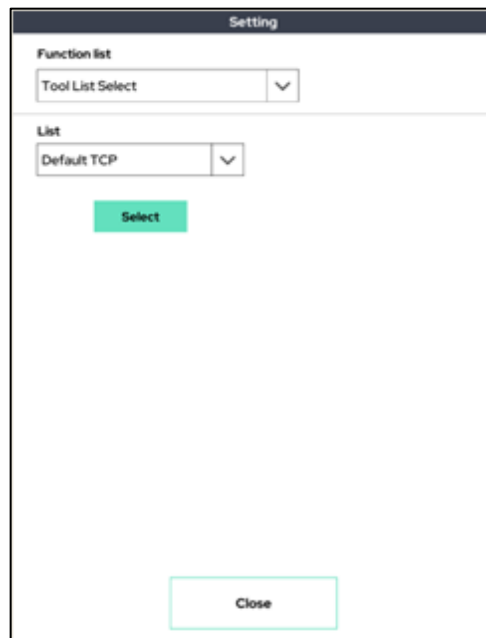 Setting
Function list
Tool List Select
List
Default TCP
Select
Close